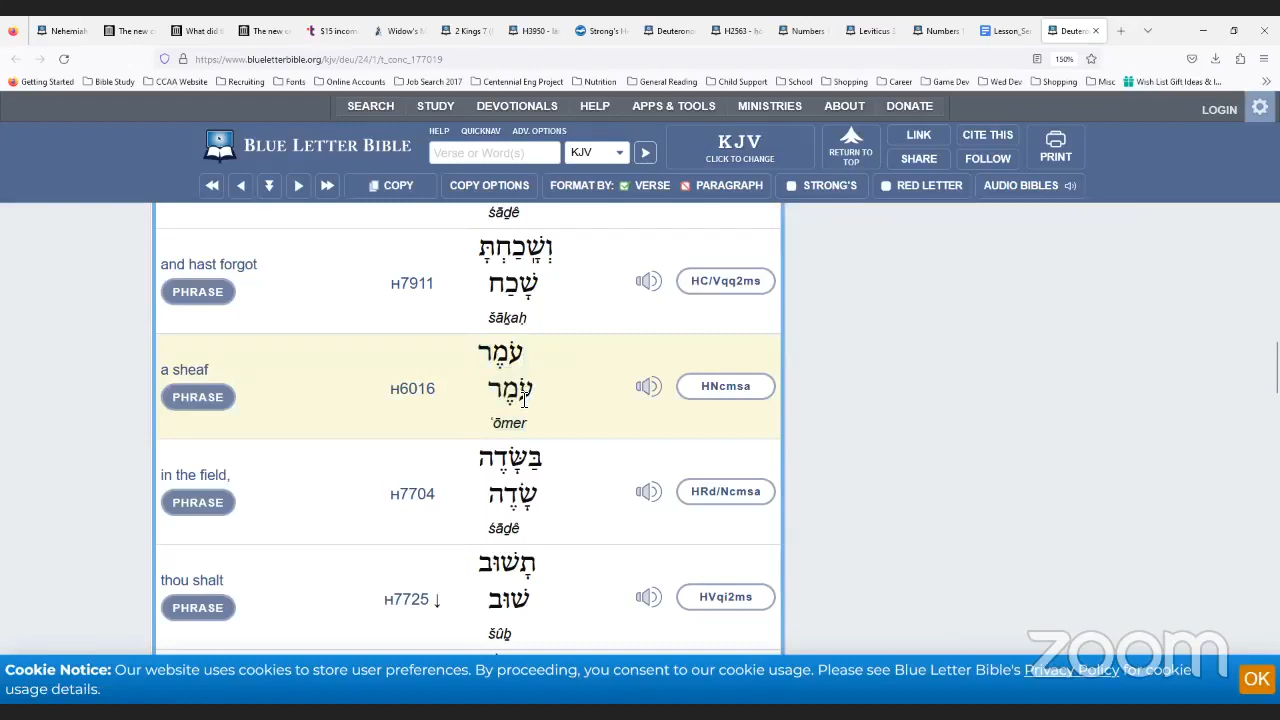 Nehemiah
The new c
What did t
The new c
$15 incom
Widow's M
2 Kings 7 (
H3950 - la
Strong's H
Deuterono
H2563 - ho
Numbers
Leviticus
Numbers
Lesson_Se
Deutero
https://www.blueletterbible.org/kjv/deu/24/1/t_conc_177019
150%
Getting Started
Bible Study
CCAA Website
Recruiting
Fonts
Online Accounts
Job Search 2017
Centennial Eng Project
Nutrition
General Reading
Child Support
School
Shopping
Career
Game Dev
Wed Dev
Shopping
Misc
Wish List Gift Ideas & I...
SEARCH STUDY DEVOTIONALS HELP APPS & TOOLS MINISTRIES ABOUT DONATE
LOGIN
BLUE LETTER BIBLE
HELP QUICKNAV ADV. OPTIONS
Verse or Word(s)
KJV
KJV
CLICK TO CHANGE
RETURN TO
TOP
LINK
CITE THIS
SHARE
FOLLOW
PRINT
COPY
COPY OPTIONS
FORMAT BY: VERSE PARAGRAPH
STRONG'S
RED LETTER
AUDIO BIBLES
śāḏê
and hast forgot
PHRASE
H7911
וְשָׁכַחְתָּ
שָׁכַח
šāḵaḥ
HC/Vqq2ms
a sheaf
PHRASE
H6016
עֹמֶר
עֹמֶר
ʿōmer
HNcmsa
in the field,
PHRASE
H7704
בַּשָּׂדֶה
שָׂדֶה
śāḏê
HRd/Ncmsa
thou shalt
PHRASE
H7725 ↓
תָשׁוּב
שׁוּב
šûḇ
HVqi2ms
zoom
Cookie Notice: Our website uses cookies to store user preferences. By proceeding, you consent to our cookie usage. Please see Blue Letter Bible's Privacy Policy for cookie
usage details.
OK